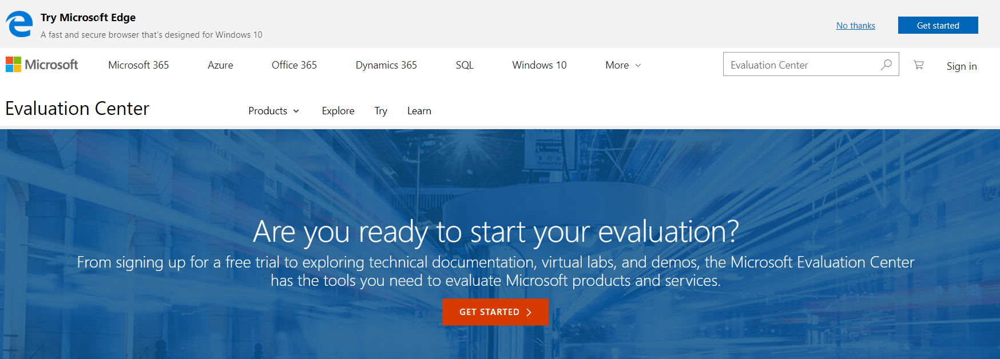 Try Microsoft Edge
A fast and secure browser that's designed for Windows 10
No thanks
Get started
Microsoft
Microsoft 365
Azure
Office 365
Dynamics 365
SQL
Windows 10
More
Evaluation Center
Sign in
Evaluation Center
Products
Explore
Try
Learn
Are you ready to start your evaluation?
From signing up for a free trial to exploring technical documentation, virtual labs, and demos, the Microsoft Evaluation Center
has the tools you need to evaluate Microsoft products and services.
GET STARTED